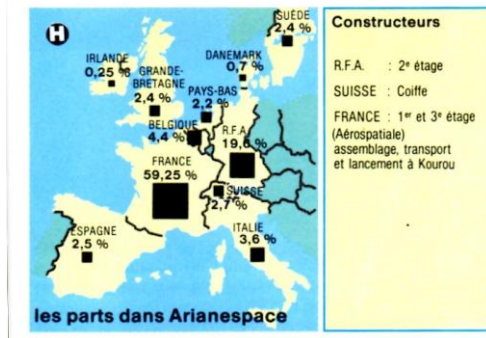 H
SUÈDE
2,4 %
IRLANDE
0,25 %
DANEMARK
0,7 %
GRANDE-
BRETAGNE
2,4 %
PAYS-BAS
2,2 %
BELGIQUE
4,4 %
R.F.A.
19,6 %
FRANCE
59,25 %
SUISSE
2,7 %
ESPAGNE
2,5 %
ITALIE
3,6 %
les parts dans Arianespace
Constructeurs
R.F.A. : 2e étage
SUISSE : Coiffe
FRANCE : 1er et 3e étage
(Aérospatiale)
assemblage, transport
et lancement à Kourou